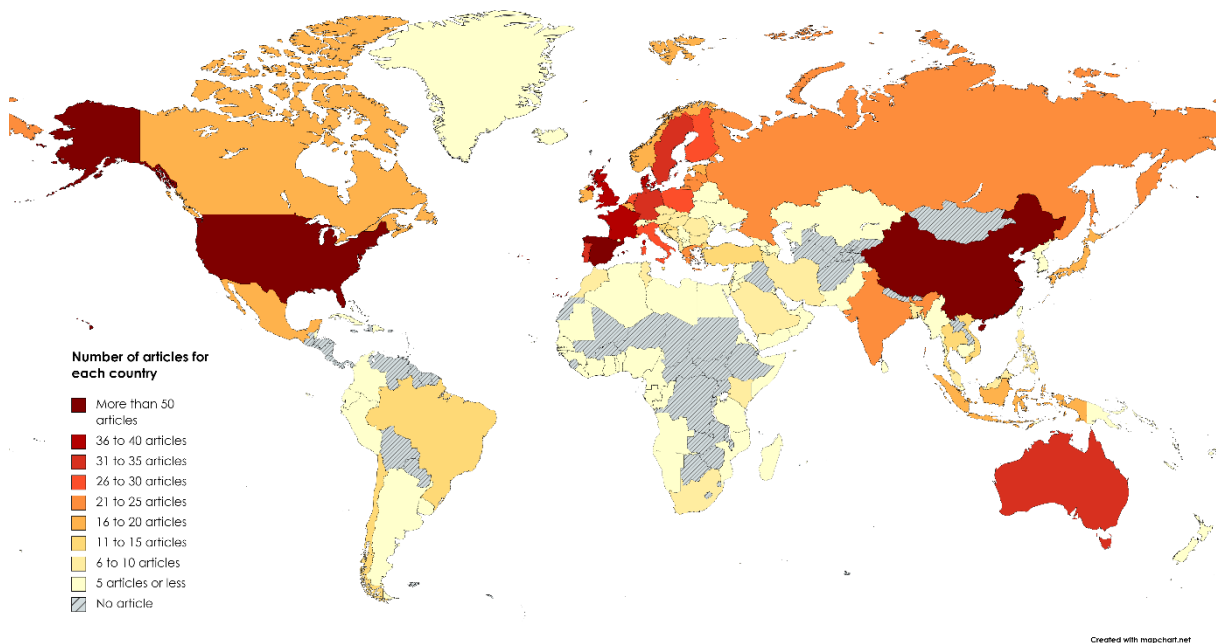 Number of articles for
each country
More than 50
articles
36 to 40 articles
31 to 35 articles
26 to 30 articles
21 to 25 articles
16 to 20 articles
11 to 15 articles
6 to 10 articles
5 articles or less
No article
Created with mapchart.net